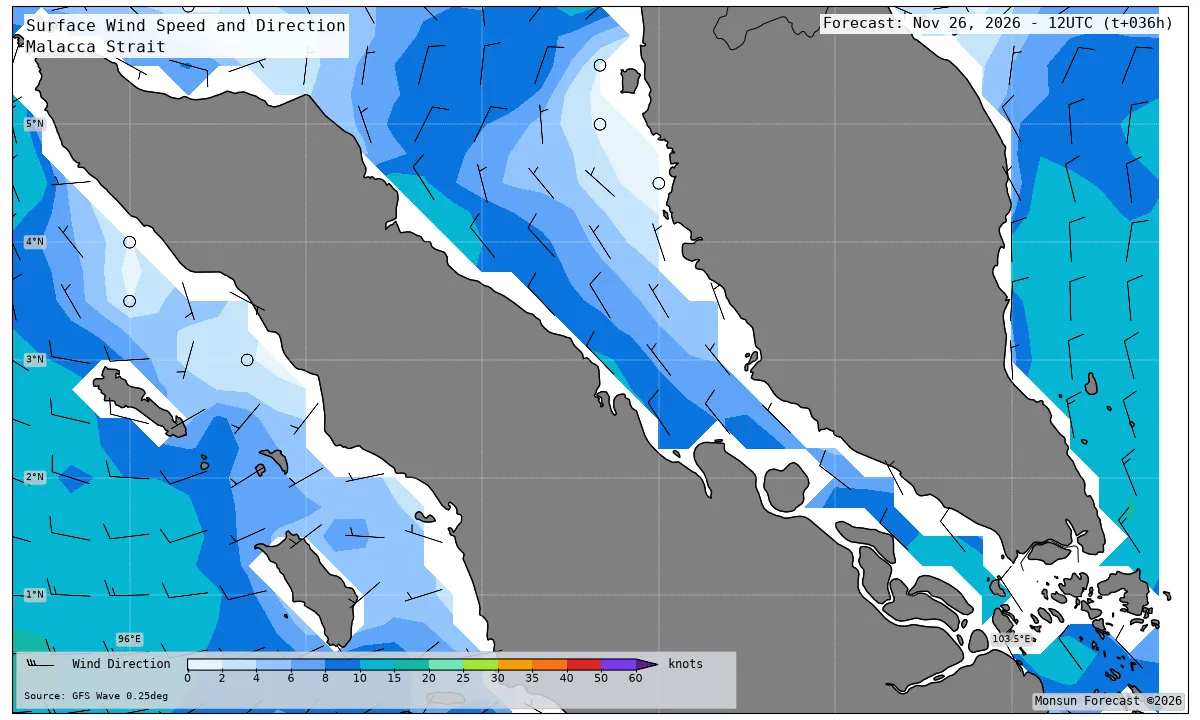 Surface Wind Speed and Direction
Malacca Strait
Forecast: Nov 26, 2026 - 12UTC (t+036h)
5°N
4°N
3°N
2°N
1°N
96°E
103.5°E
Wind Direction
0 2 4 6 8 10 15 20 25 30 35 40 50 60
knots
Source: GFS Wave 0.25deg
Monsun Forecast ©2026